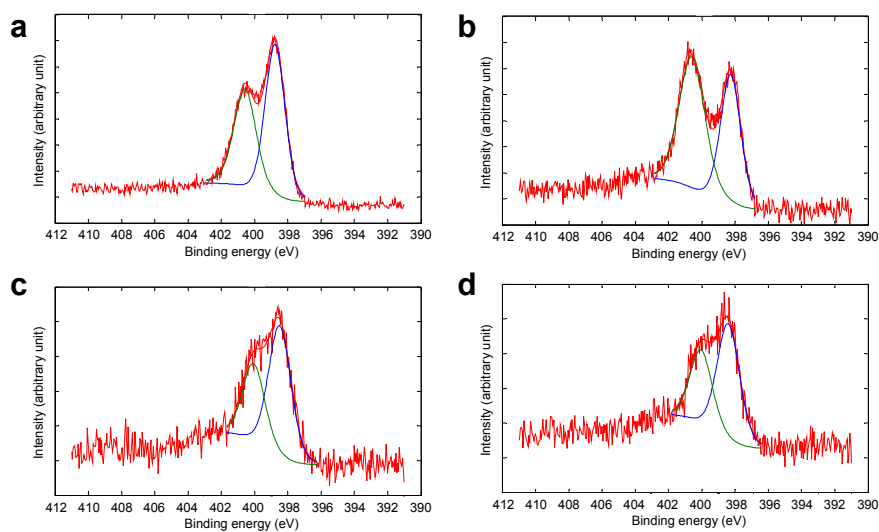 a
Intensity (arbitrary unit)
412 410 408 406 404 402 400 398 396 394 392 390
Binding energy (eV)
b
Intensity (arbitrary unit)
412 410 408 406 404 402 400 398 396 394 392 390
Binding energy (eV)
c
Intensity (arbitrary unit)
412 410 408 406 404 402 400 398 396 394 392 390
Binding energy (eV)
d
Intensity (arbitrary unit)
412 410 408 406 404 402 400 398 396 394 392 390
Binding energy (eV)